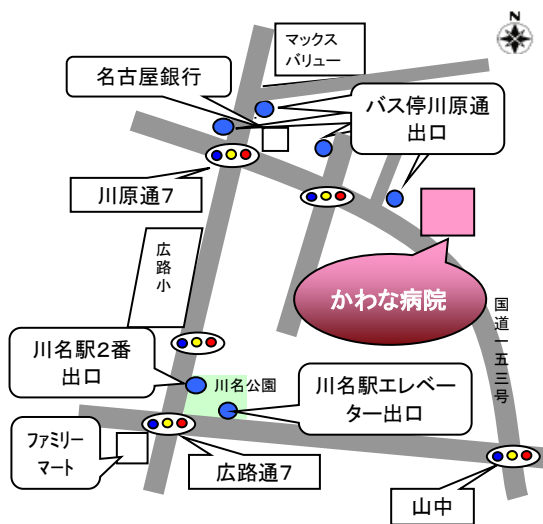 N
マックス
バリュー
名古屋銀行
バス停川原通
出口
川原通7
広路小
かわな病院
国道一五三号
川名駅2番
出口
川名公園
川名駅エレベー
ター出口
ファミリー
マート
広路通7
山中